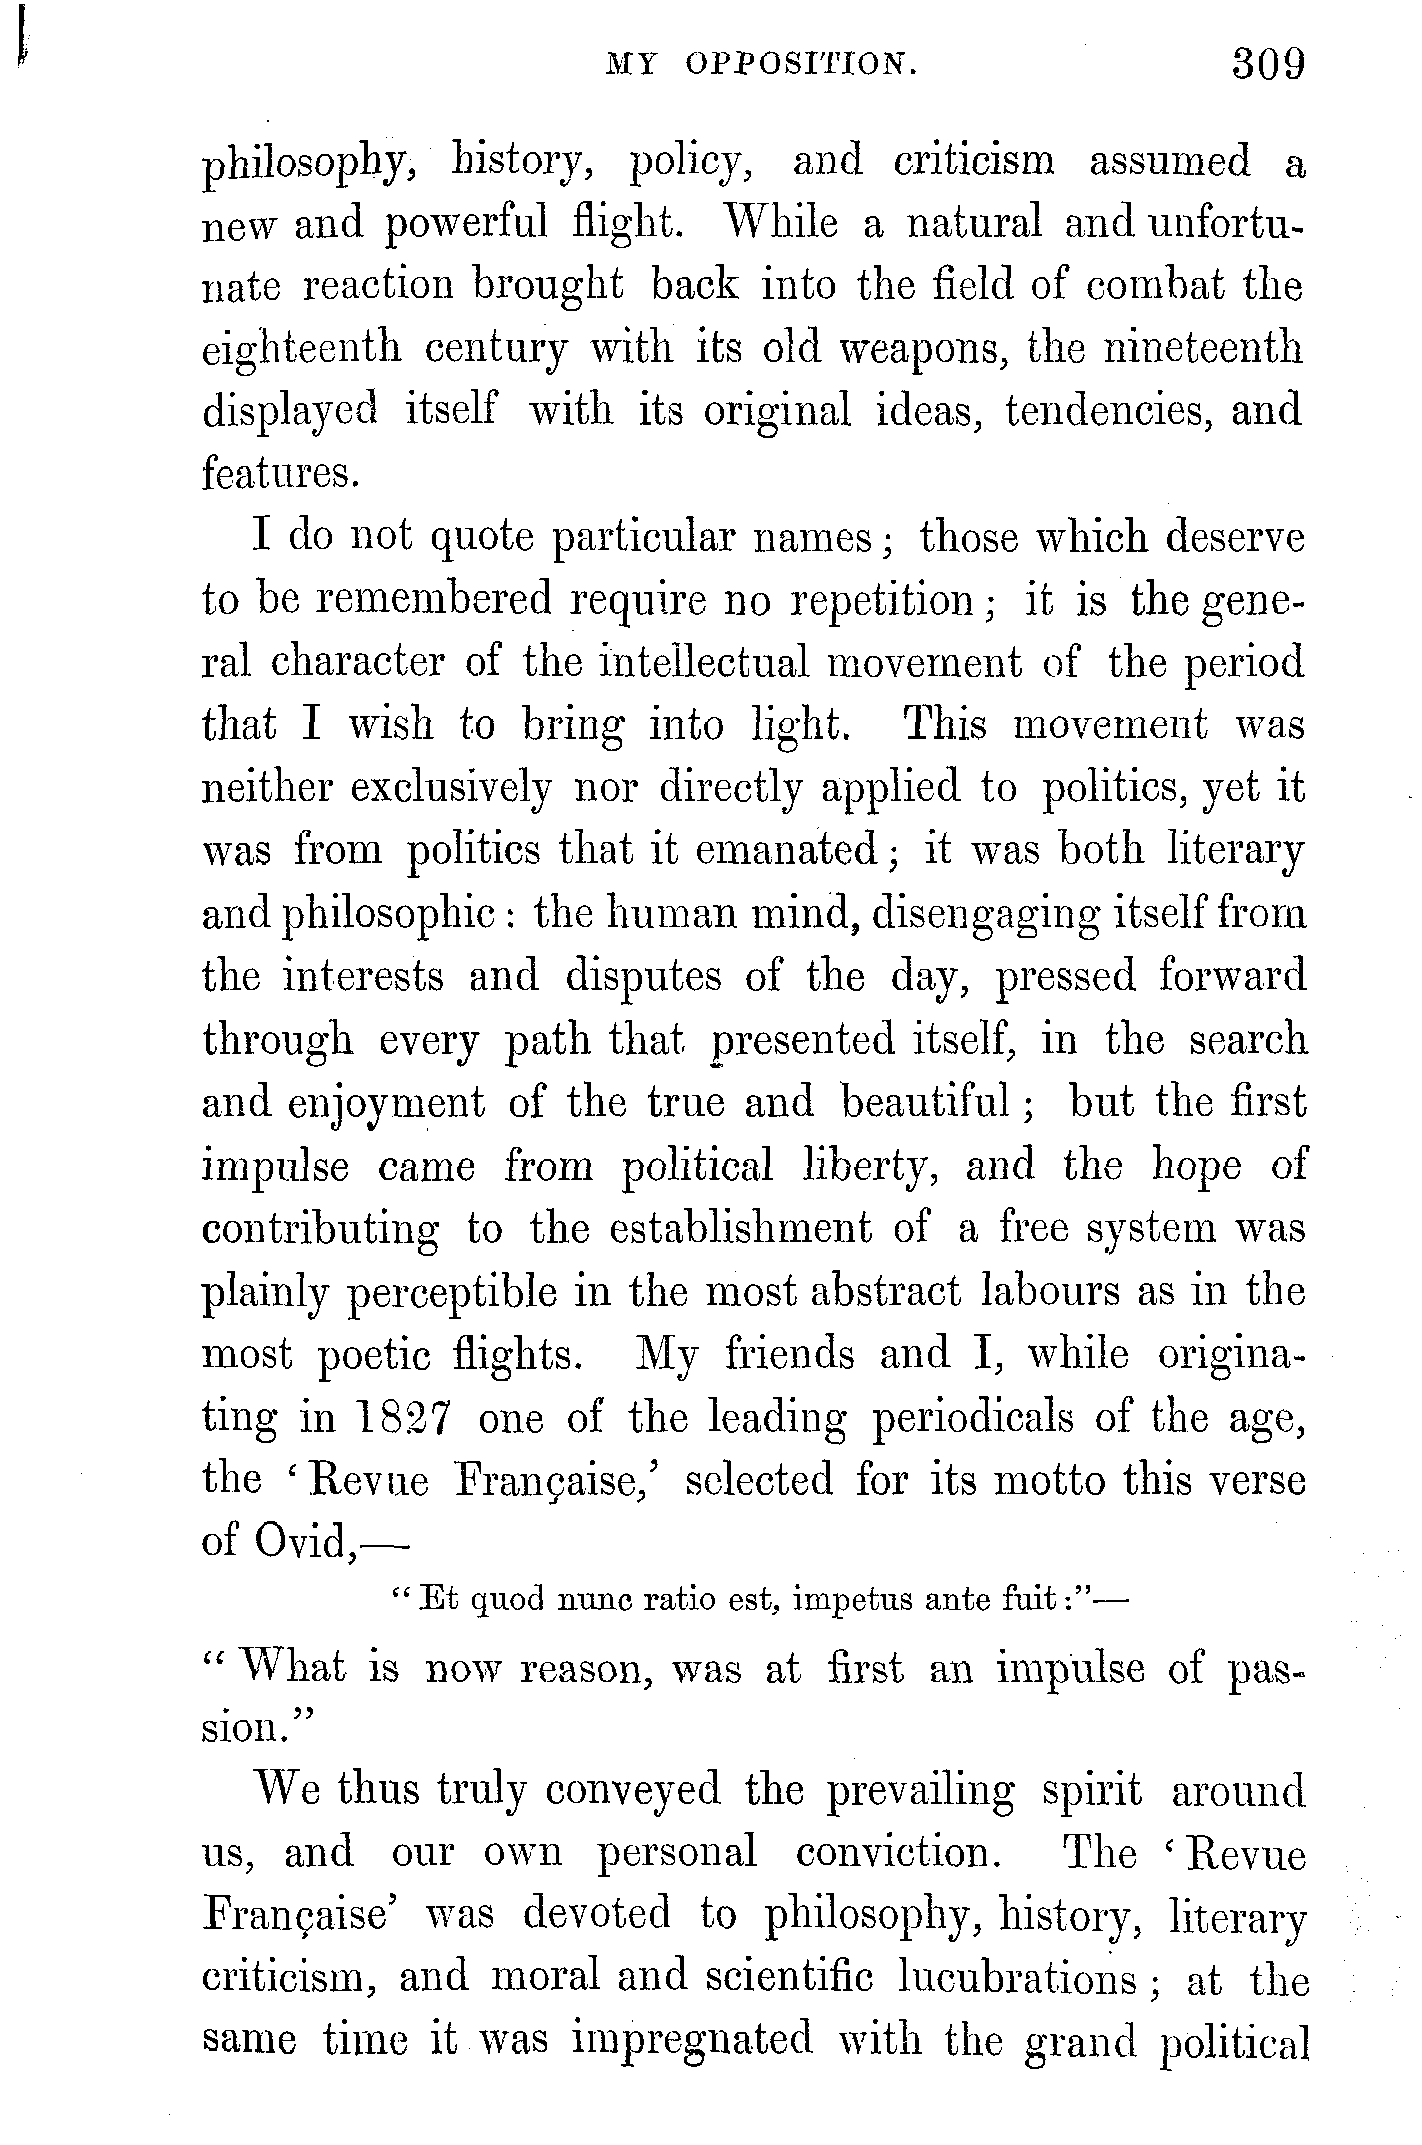 MY OPPOSITION. 309
philosophy, history, policy, and criticism assumed a
new and powerful flight. While a natural and unfortu-
nate reaction brought back into the field of combat the
eighteenth century with its old weapons, the nineteenth
displayed itself with its original ideas, tendencies, and
features.
I do not quote particular names; those which deserve
to be remembered require no repetition; it is the gene-
ral character of the intellectual movement of the period
that I wish to bring into light. This movement was
neither exclusively nor directly applied to politics, yet it
was from politics that it emanated; it was both literary
and philosophic: the human mind, disengaging itself from
the interests and disputes of the day, pressed forward
through every path that presented itself, in the search
and enjoyment of the true and beautiful; but the first
impulse came from political liberty, and the hope of
contributing to the establishment of a free system was
plainly perceptible in the most abstract labours as in the
most poetic flights. My friends and I, while origina-
ting in 1827 one of the leading periodicals of the age,
the ‘Revue Française,’ selected for its motto this verse
of Ovid,—
“Et quod nunc ratio est, impetus ante fuit:”—
“What is now reason, was at first an impulse of pas-
sion.”
We thus truly conveyed the prevailing spirit around
us, and our own personal conviction. The ‘Revue
Française’ was devoted to philosophy, history, literary
criticism, and moral and scientific lucubrations; at the
same time it was impregnated with the grand political